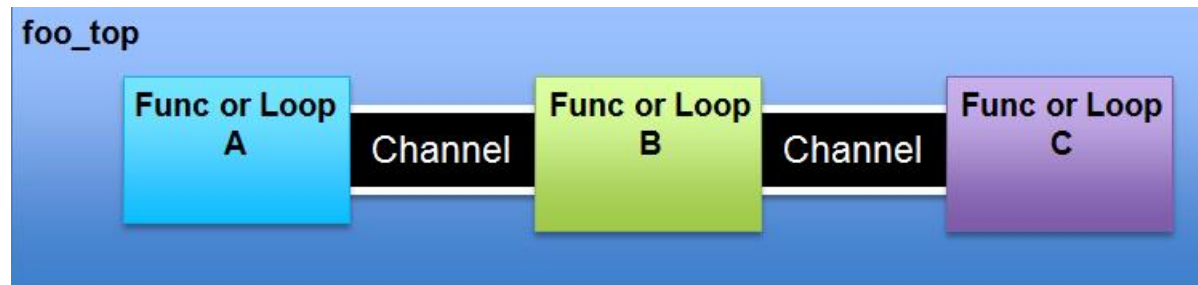 foo_top
Func or Loop
A
Channel
Func or Loop
B
Channel
Func or Loop
C